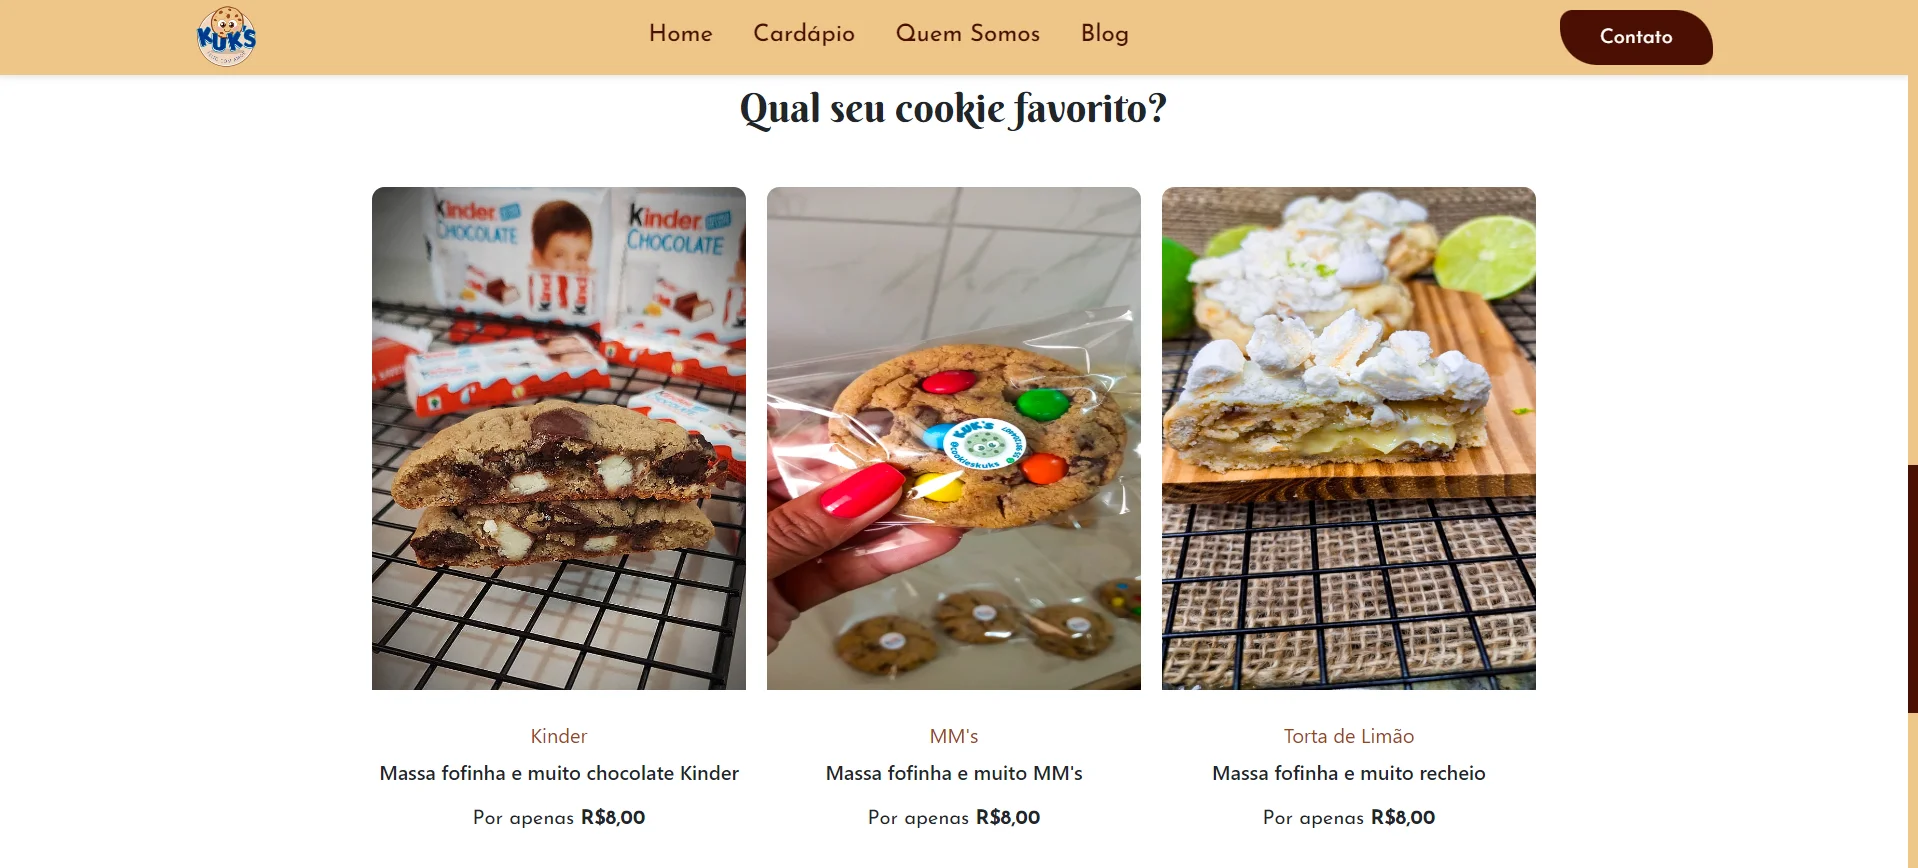 KUK'S
Home
Cardápio
Quem Somos
Blog
Contato
Qual seu cookie favorito?
Kinder
CHOCOLATE
Kinder
CHOCOLATE
KUK'S
@cookieskuks
Kinder
Massa fofinha e muito chocolate Kinder
Por apenas R$8,00
MM's
Massa fofinha e muito MM's
Por apenas R$8,00
Torta de Limão
Massa fofinha e muito recheio
Por apenas R$8,00